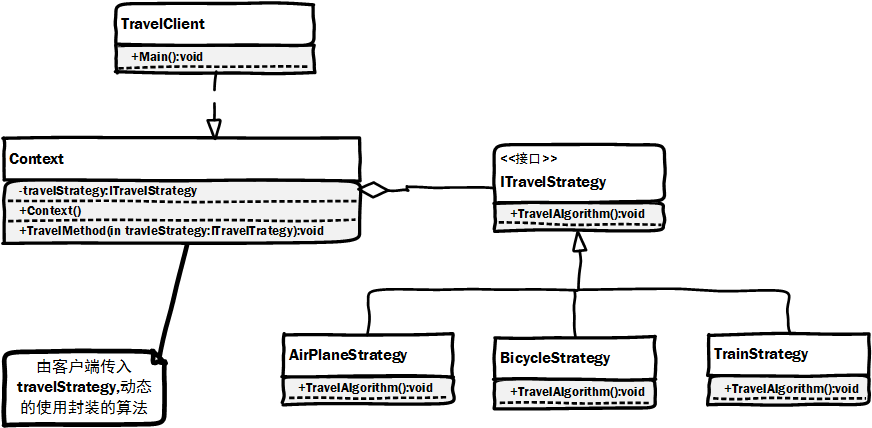 TravelClient
+Main():void
Context
-travelStrategy:ITravelStrategy
+Context()
+TravelMethod(in travleStrategy:ITravelTrategy):void
<<接口>>
ITravelStrategy
+TravelAlgorithm():void
由客户端传入
travelStrategy,动态
的使用封装的算法
AirPlaneStrategy
+TravelAlgorithm():void
BicycleStrategy
+TravelAlgorithm():void
TrainStrategy
+TravelAlgorithm():void